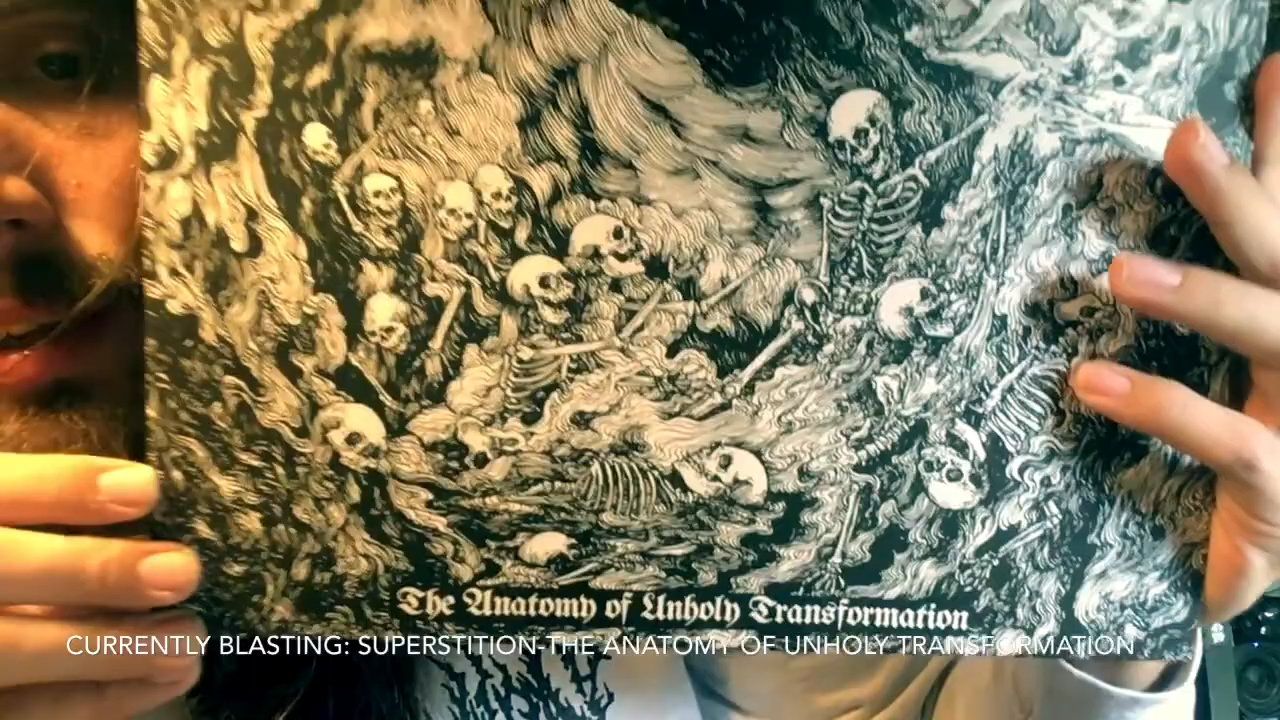 The Anatomy of Unholy Transformation
CURRENTLY BLASTING: SUPERSTITION-THE ANATOMY OF UNHOLY TRANSFORMATION